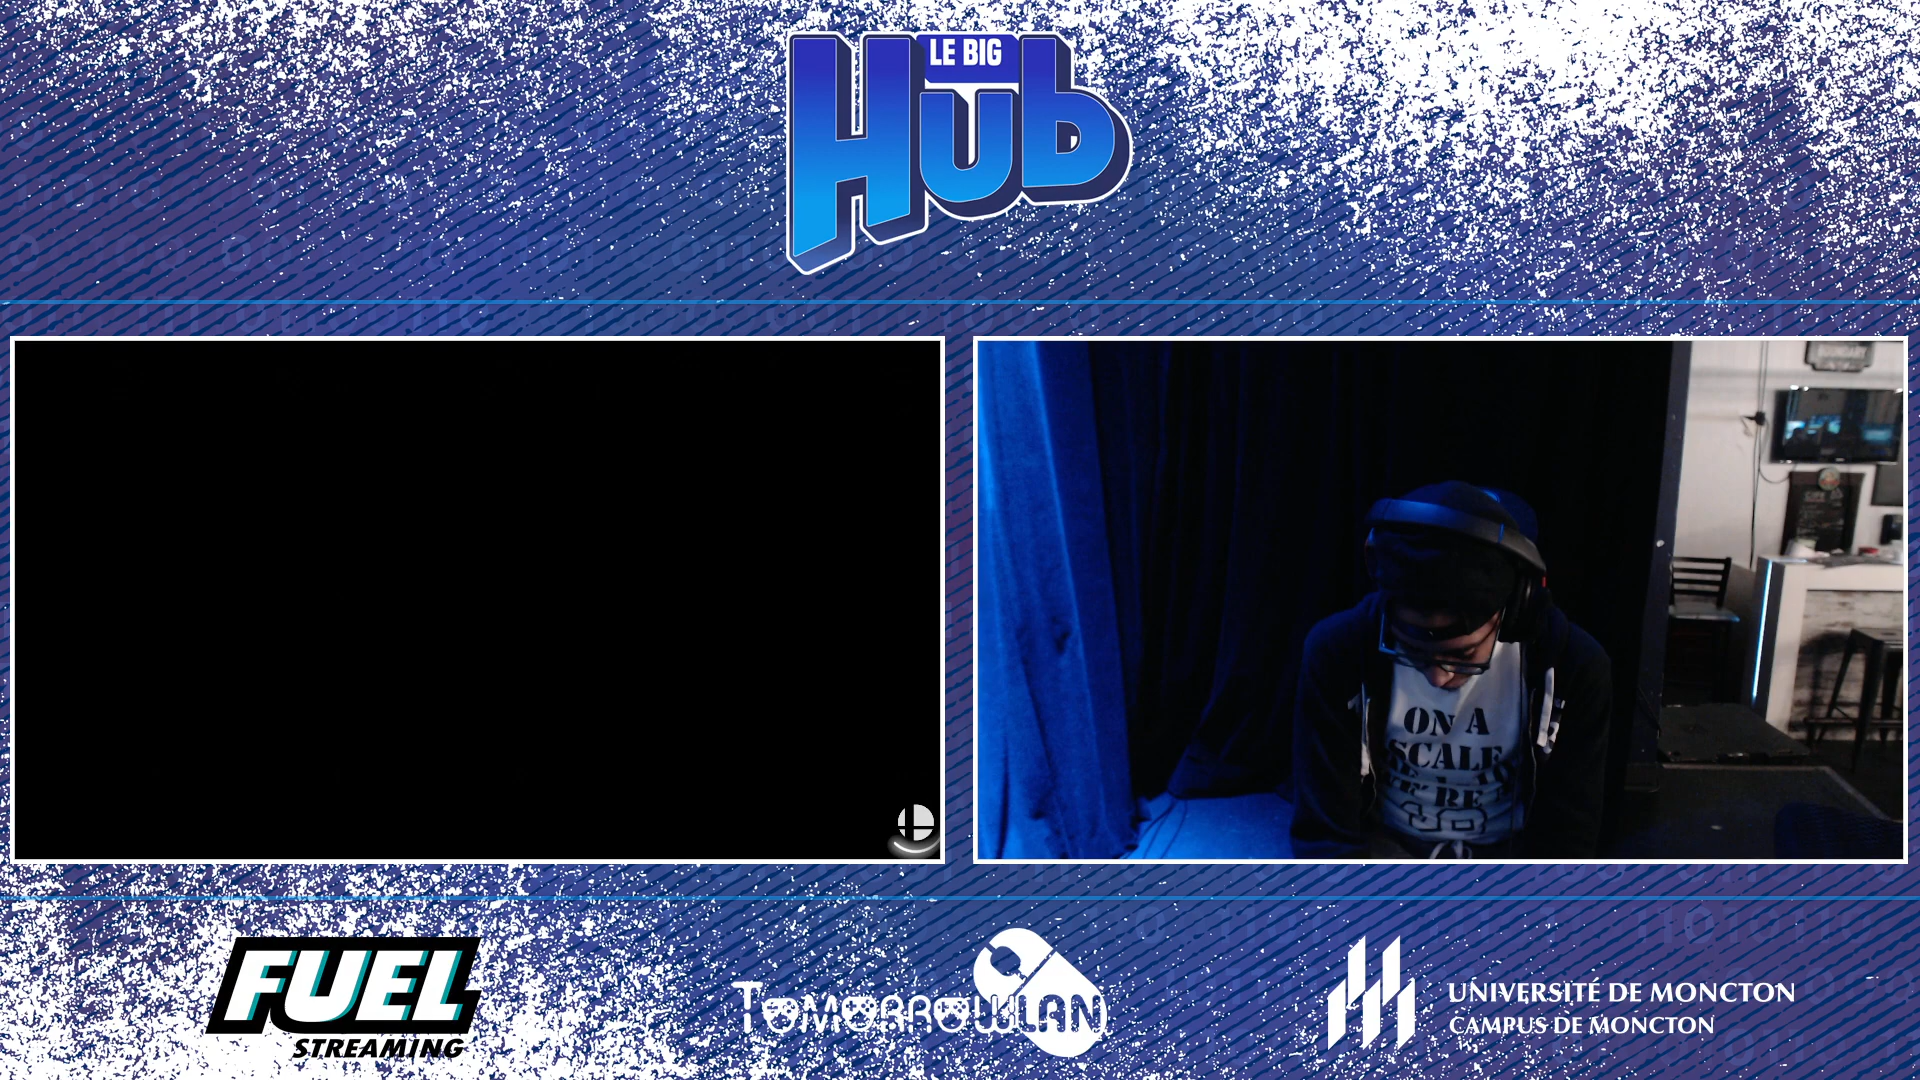 LE BIG
Hub
ON A
SCALE
FUEL
STREAMING
TOMORROWLAN
UNIVERSITÉ DE MONCTON
CAMPUS DE MONCTON